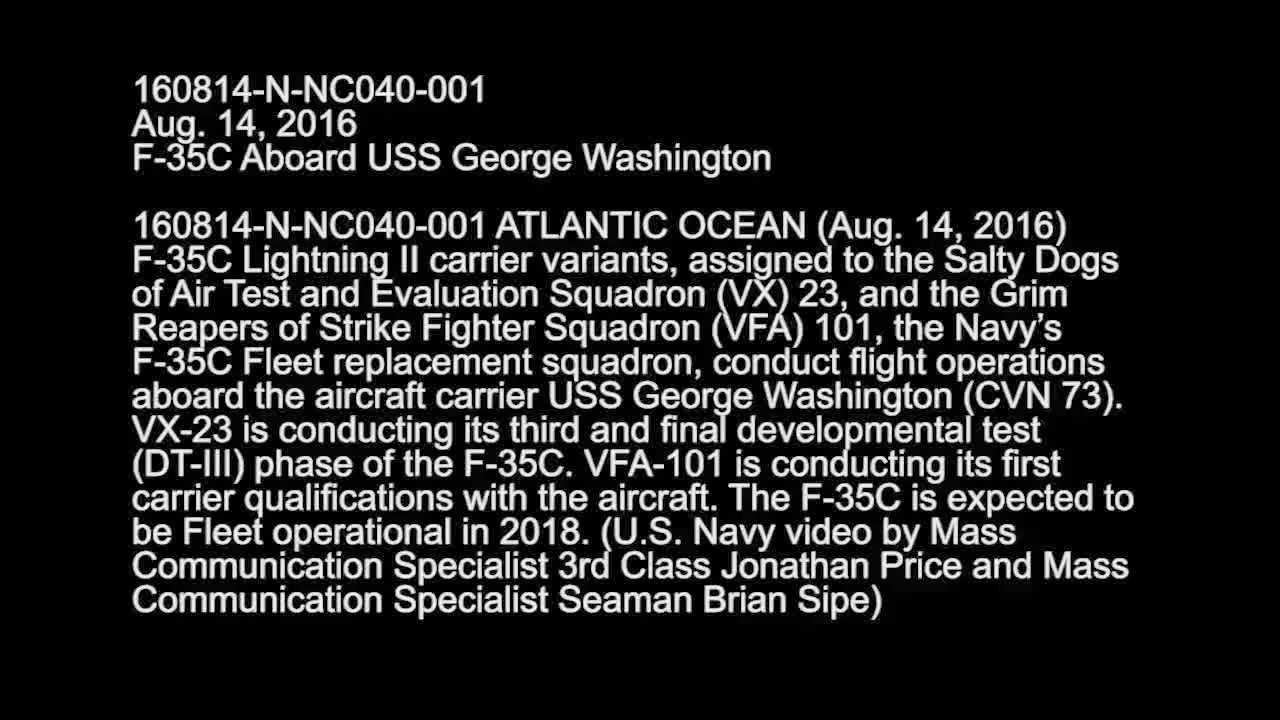 160814-N-NC040-001
Aug. 14, 2016
F-35C Aboard USS George Washington
160814-N-NC040-001 ATLANTIC OCEAN (Aug. 14, 2016)
F-35C Lightning II carrier variants, assigned to the Salty Dogs
of Air Test and Evaluation Squadron (VX) 23, and the Grim
Reapers of Strike Fighter Squadron (VFA) 101, the Navy’s
F-35C Fleet replacement squadron, conduct flight operations
aboard the aircraft carrier USS George Washington (CVN 73).
VX-23 is conducting its third and final developmental test
(DT-III) phase of the F-35C. VFA-101 is conducting its first
carrier qualifications with the aircraft. The F-35C is expected to
be Fleet operational in 2018. (U.S. Navy video by Mass
Communication Specialist 3rd Class Jonathan Price and Mass
Communication Specialist Seaman Brian Sipe)